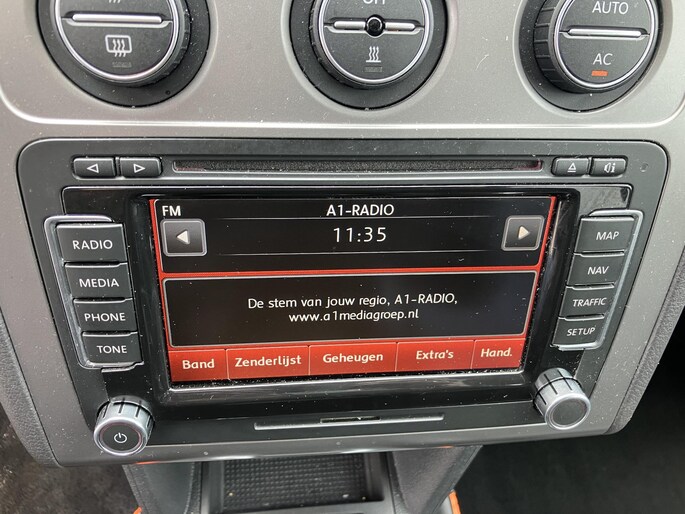 OFF
AUTO
AC
RADIO
MEDIA
PHONE
TONE
FM
A1-RADIO
11:35
De stem van jouw regio, A1-RADIO,
www.a1mediagroep.nl
Band Zenderlijst Geheugen Extra's Hand.
MAP
NAV
TRAFFIC
SETUP